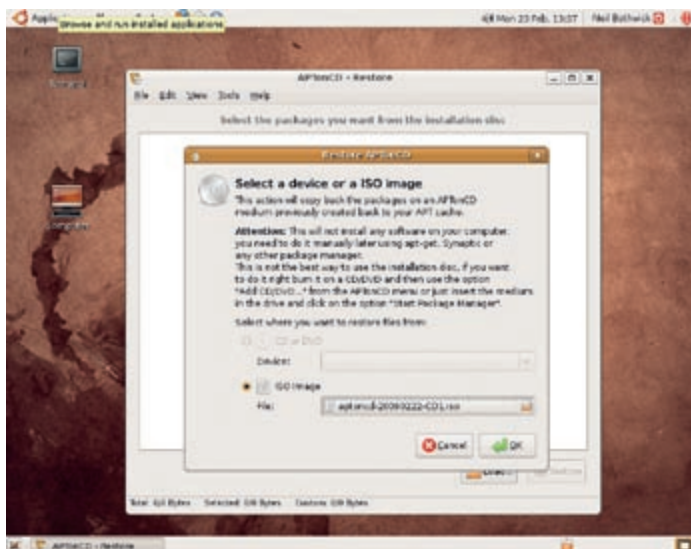 Browse and run installed applications
Mon 23 Feb, 13:37 Neil Bothwick
APTonCD - Restore
File Edit View Tools Help
Select the packages you want from the installation disc
Restore APTonCD
Select a device or a ISO image
This action will copy back the packages on an APTonCD
medium previously created back to your APT cache.
Attention: This will not install any software on your computer.
you need to do it manually later using apt-get, Synaptic or
any other package manager.
This is not the best way to use the installation disc, if you want
to do it right burn it on a CD/DVD and then use the option
"Add CD/DVD..." from the APTonCD menu or just insert the medium
in the drive and click on the option "Start Package Manager".
Select where you want to restore files from:
CD or DVD
Device:
ISO Image
File: aptoncd-20090222-CD1.iso
Cancel OK
Load...
Total: 0/0 Bytes Selected: 0/0 Bytes Custom: 0/0 Bytes
APTonCD - Restore